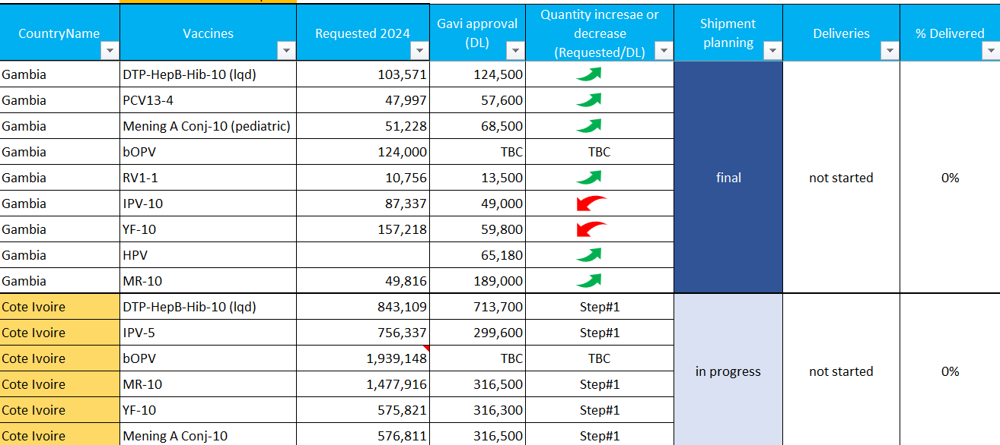 CountryName Vaccines Requested 2024 Gavi approval (DL) Quantity incresae or decrease (Requested/DL) Shipment planning Deliveries % Delivered
Gambia DTP-HepB-Hib-10 (lqd) 103,571 124,500
Gambia PCV13-4 47,997 57,600
Gambia Mening A Conj-10 (pediatric) 51,228 68,500
Gambia bOPV 124,000 TBC TBC
Gambia RV1-1 10,756 13,500 final not started 0%
Gambia IPV-10 87,337 49,000
Gambia YF-10 157,218 59,800
Gambia HPV 65,180
Gambia MR-10 49,816 189,000
Cote Ivoire DTP-HepB-Hib-10 (lqd) 843,109 713,700 Step#1
Cote Ivoire IPV-5 756,337 299,600 Step#1
Cote Ivoire bOPV 1,939,148 TBC TBC
Cote Ivoire MR-10 1,477,916 316,500 Step#1 in progress not started 0%
Cote Ivoire YF-10 575,821 316,300 Step#1
Cote Ivoire Mening A Conj-10 576,811 316,500 Step#1